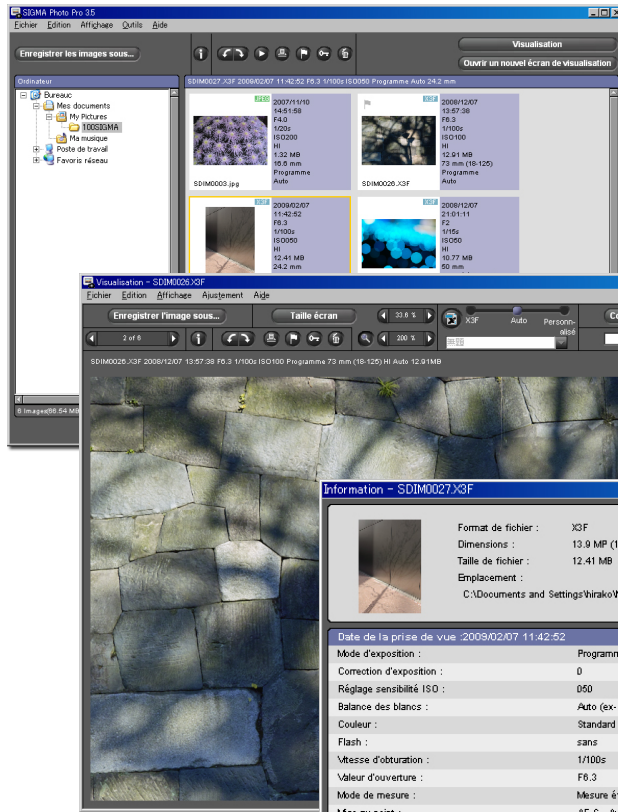 SIGMA Photo Pro 3.5
Fichier Edition Affichage Outils Aide
Enregistrer les images sous...
Visualisation
Ouvrir un nouvel écran de visualisation
Ordinateur
SDIM0027.X3F 2009/02/07 11:42:52 F6.3 1/100s ISO050 Programme Auto 24.2 mm
Bureauc
Mes documents
My Pictures
100SIGMA
Ma musique
Poste de travail
Favoris réseau
JPEG
2007/11/10
14:51:58
F4.0
1/20s
ISO200
HI
1.32 MB
16.6 mm
Programme
Auto
SDIM0003.jpg
X3F
2008/12/07
13:57:38
F6.3
1/100s
ISO100
HI
12.91 MB
73 mm (18-125)
Programme
Auto
SDIM0026.X3F
X3F
2009/02/07
11:42:52
F6.3
1/100s
ISO050
HI
12.41 MB
24.2 mm
X3F
2008/12/07
21:01:11
F2
1/15s
ISO050
HI
10.77 MB
50 mm
6 Images(66.54 MB
Visualisation - SDIM0026.X3F
Fichier Edition Affichage Ajustement Aide
Enregistrer l'image sous...
Taille écran
33.6 %
X3F
Auto
Personn-
alisé
Co
2 of 6
200 %
SDIM0026.X3F 2008/12/07 13:57:38 F6.3 1/100s ISO100 Programme 73 mm (18-125) HI Auto 12.91MB
Information - SDIM0027.X3F
Format de fichier : X3F
Dimensions : 13.9 MP (1
Taille de fichier : 12.41 MB
Emplacement :
C:\Documents and Settings\hirako\M
Date de la prise de vue :2009/02/07 11:42:52
Mode d'exposition : Programm
Correction d'exposition : 0
Réglage sensibilité ISO : 050
Balance des blancs : Auto (ex-
Couleur : Standard
Flash : sans
Vitesse d'obturation : 1/100s
Valeur d'ouverture : F6.3
Mode de mesure : Mesure é